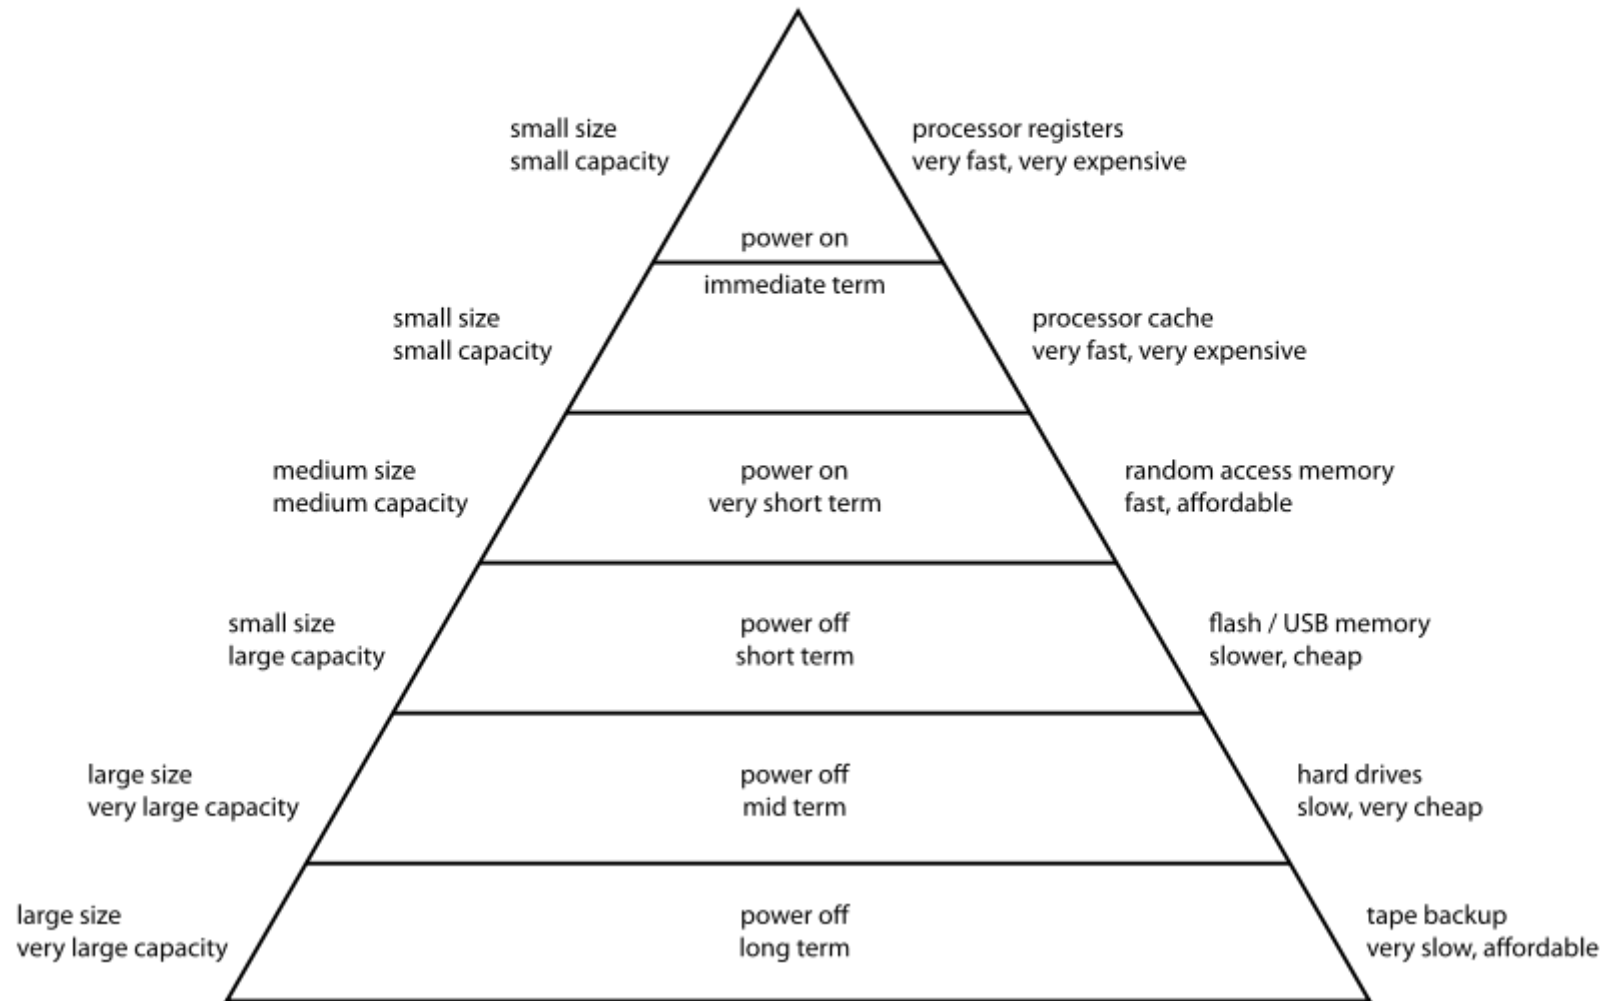 small size
small capacity
processor registers
very fast, very expensive
power on
immediate term
small size
small capacity
processor cache
very fast, very expensive
medium size
medium capacity
power on
very short term
random access memory
fast, affordable
small size
large capacity
power off
short term
flash / USB memory
slower, cheap
large size
very large capacity
power off
mid term
hard drives
slow, very cheap
large size
very large capacity
power off
long term
tape backup
very slow, affordable